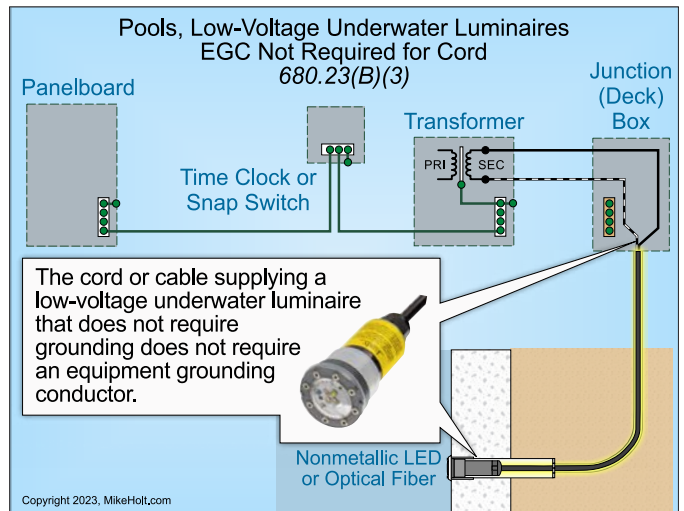 Pools, Low-Voltage Underwater Luminaires
EGC Not Required for Cord
680.23(B)(3)
Panelboard
Time Clock or
Snap Switch
Transformer
PRI
SEC
Junction
(Deck)
Box
The cord or cable supplying a
low-voltage underwater luminaire
that does not require
grounding does not require
an equipment grounding
conductor.
Nonmetallic LED
or Optical Fiber
Copyright 2023, MikeHolt.com